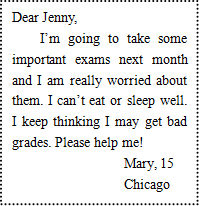 Dear Jenny,
I’m going to take some
important exams next month
and I am really worried about
them. I can’t eat or sleep well.
I keep thinking I may get bad
grades. Please help me!
Mary, 15
Chicago